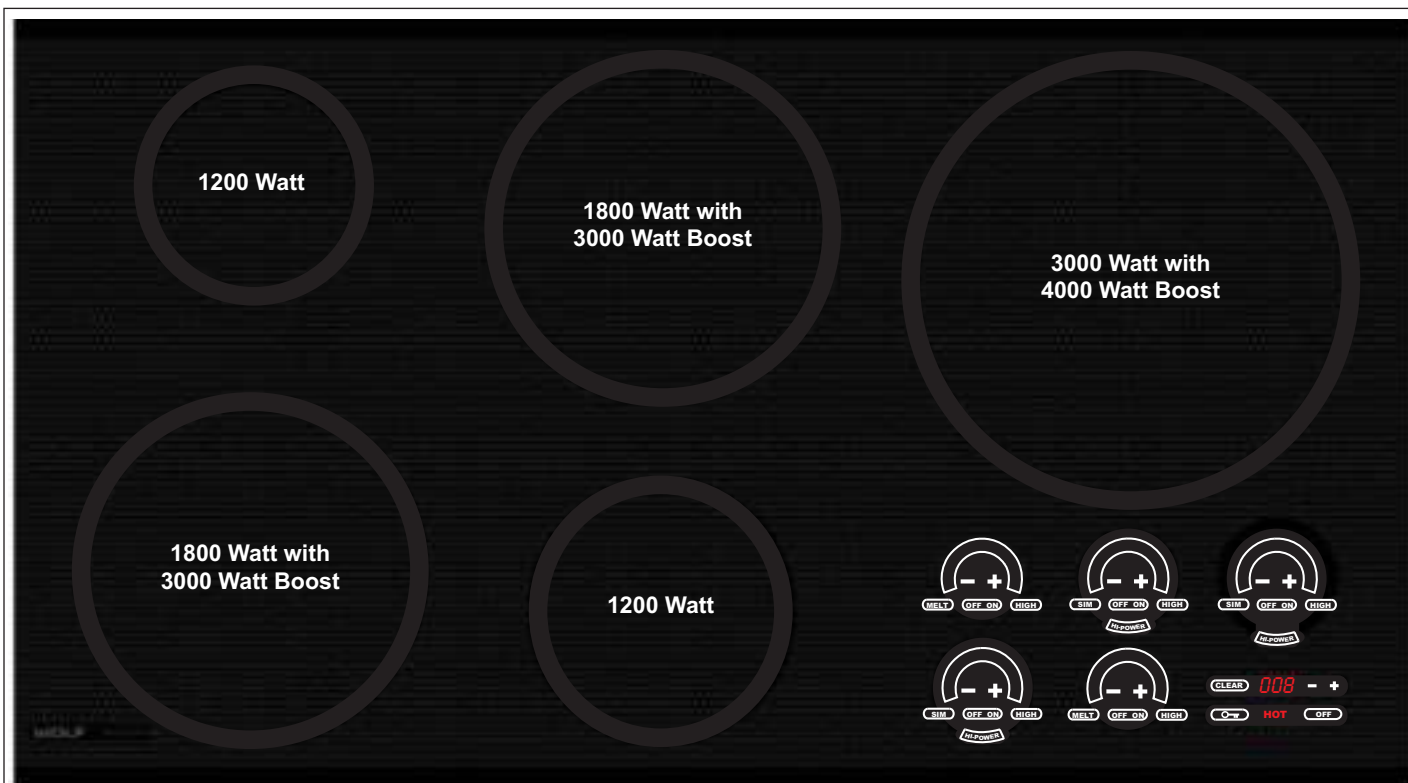 1200 Watt
1800 Watt with
3000 Watt Boost
3000 Watt with
4000 Watt Boost
1800 Watt with
3000 Watt Boost
1200 Watt
- +
MELT OFF ON HIGH
- +
SIM OFF ON HIGH
HI-POWER
- +
SIM OFF ON HIGH
HI-POWER
- +
SIM OFF ON HIGH
HI-POWER
- +
MELT OFF ON HIGH
CLEAR 008 - +
HOT OFF
WOLF